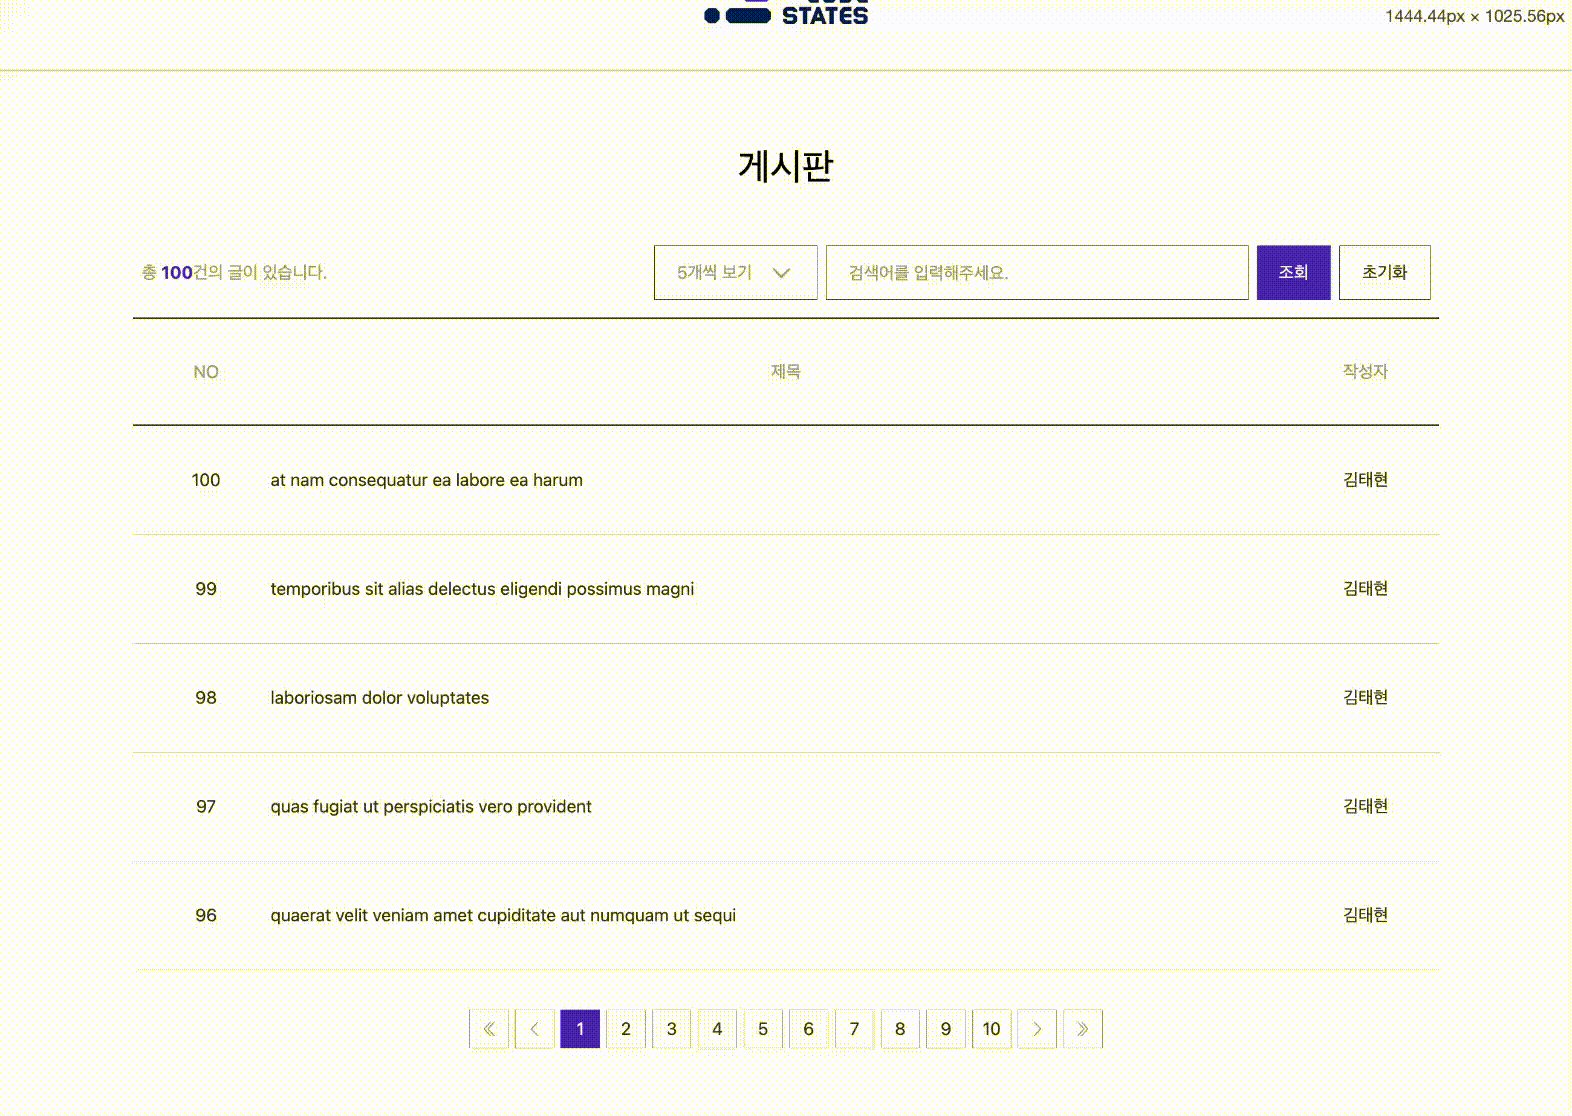 STATES
1444.44px × 1025.56px
게시판
총 100건의 글이 있습니다.
5개씩 보기
검색어를 입력해주세요.
조회
초기화
NO 제목 작성자
100 at nam consequatur ea labore ea harum 김태현
99 temporibus sit alias delectus eligendi possimus magni 김태현
98 laboriosam dolor voluptates 김태현
97 quas fugiat ut perspiciatis vero provident 김태현
96 quaerat velit veniam amet cupiditate aut numquam ut sequi 김태현
1 2 3 4 5 6 7 8 9 10